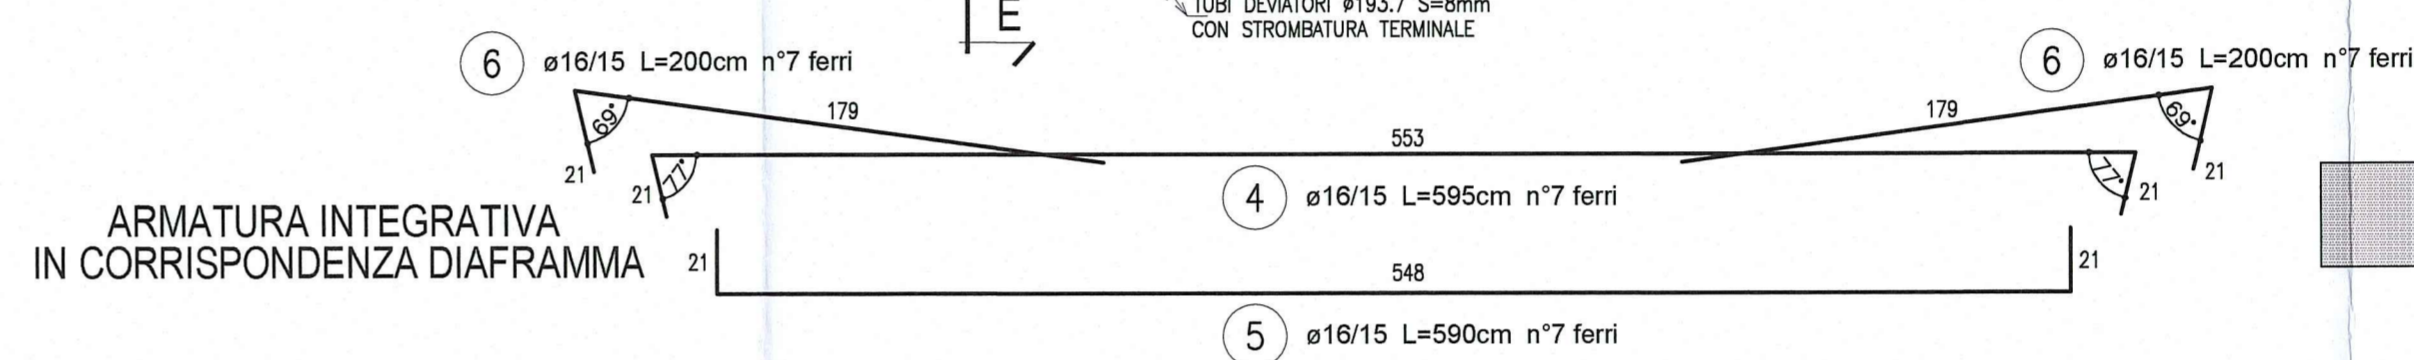 E
TUBI DEVIATORI ø193.7 S=8mm
CON STROMBATURA TERMINALE
6 ø16/15 L=200cm n°7 ferri
6 ø16/15 L=200cm n°7 ferri
69°
179
21
179
69°
21
77°
21
553
77°
21
4 ø16/15 L=595cm n°7 ferri
ARMATURA INTEGRATIVA
IN CORRISPONDENZA DIAFRAMMA
21
548
21
5 ø16/15 L=590cm n°7 ferri